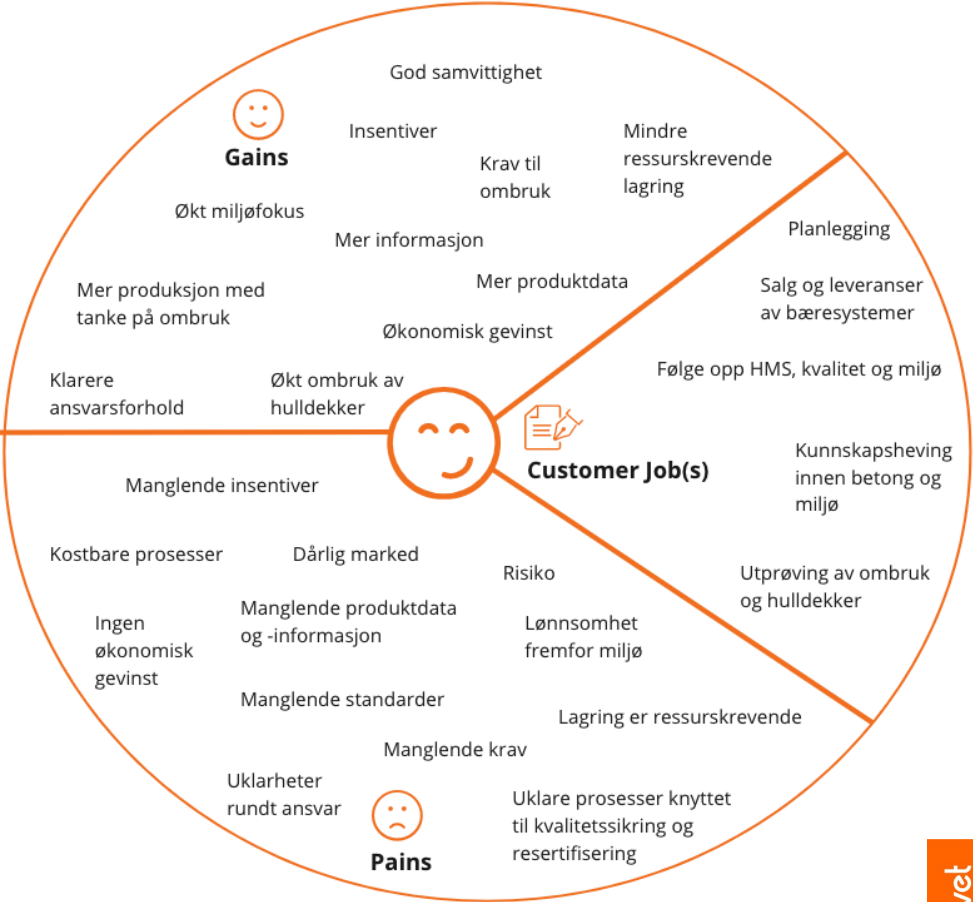 God samvittighet
Gains
Insentiver
Krav til
ombruk
Mindre
ressurskrevende
lagring
Økt miljøfokus
Mer informasjon
Mer produktdata
Mer produksjon med
tanke på ombruk
Økonomisk gevinst
Klarere
ansvarsforhold
Økt ombruk av
hulldekker
Planlegging
Salg og leveranser
av bæresystemer
Følge opp HMS, kvalitet og miljø
Customer Job(s)
Kunnskapsheving
innen betong og
miljø
Utprøving av ombruk
og hulldekker
Manglende insentiver
Kostbare prosesser
Dårlig marked
Risiko
Ingen
økonomisk
gevinst
Manglende produktdata
og -informasjon
Lønnsomhet
fremfor miljø
Manglende standarder
Lagring er ressurskrevende
Manglende krav
Uklarheter
rundt ansvar
Pains
Uklare prosesser knyttet
til kvalitetssikring og
resertifisering